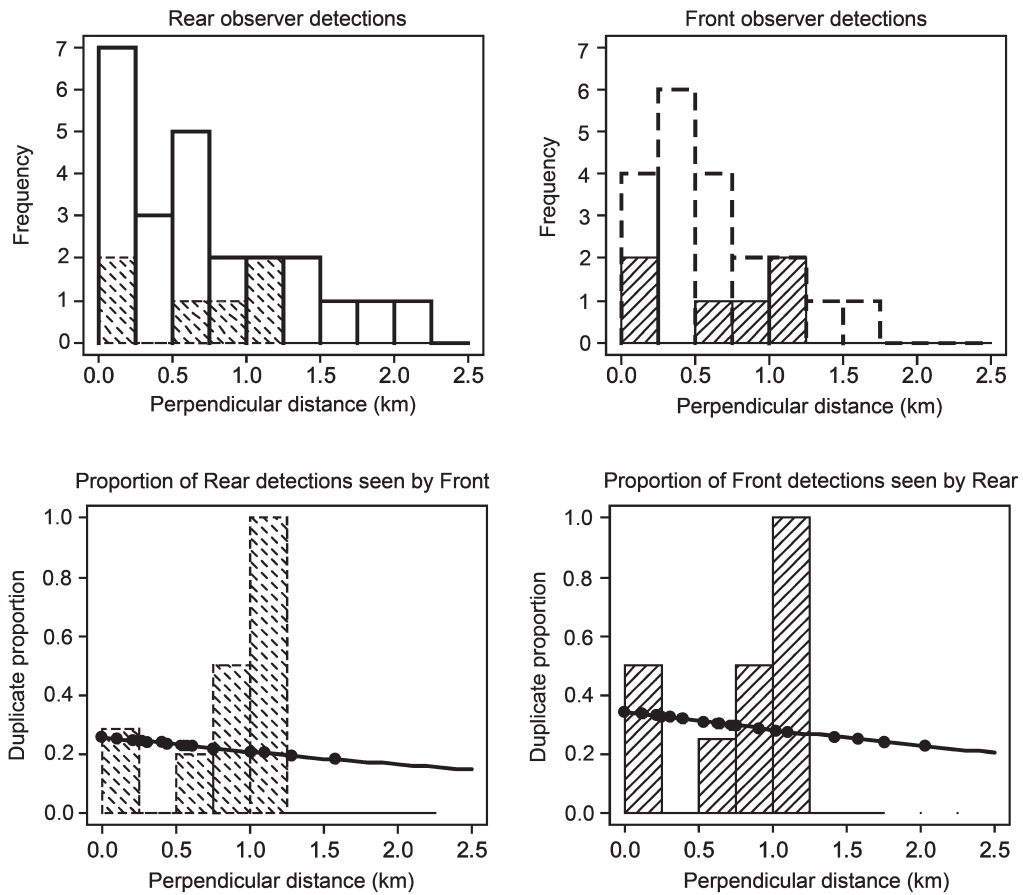 Rear observer detections
7
6
5
4
3
2
1
0
Frequency
0.0 0.5 1.0 1.5 2.0 2.5
Perpendicular distance (km)
Front observer detections
7
6
5
4
3
2
1
0
Frequency
0.0 0.5 1.0 1.5 2.0 2.5
Perpendicular distance (km)
Proportion of Rear detections seen by Front
1.0
0.8
0.6
0.4
0.2
0.0
Duplicate proportion
0.0 0.5 1.0 1.5 2.0 2.5
Perpendicular distance (km)
Proportion of Front detections seen by Rear
1.0
0.8
0.6
0.4
0.2
0.0
Duplicate proportion
0.0 0.5 1.0 1.5 2.0 2.5
Perpendicular distance (km)